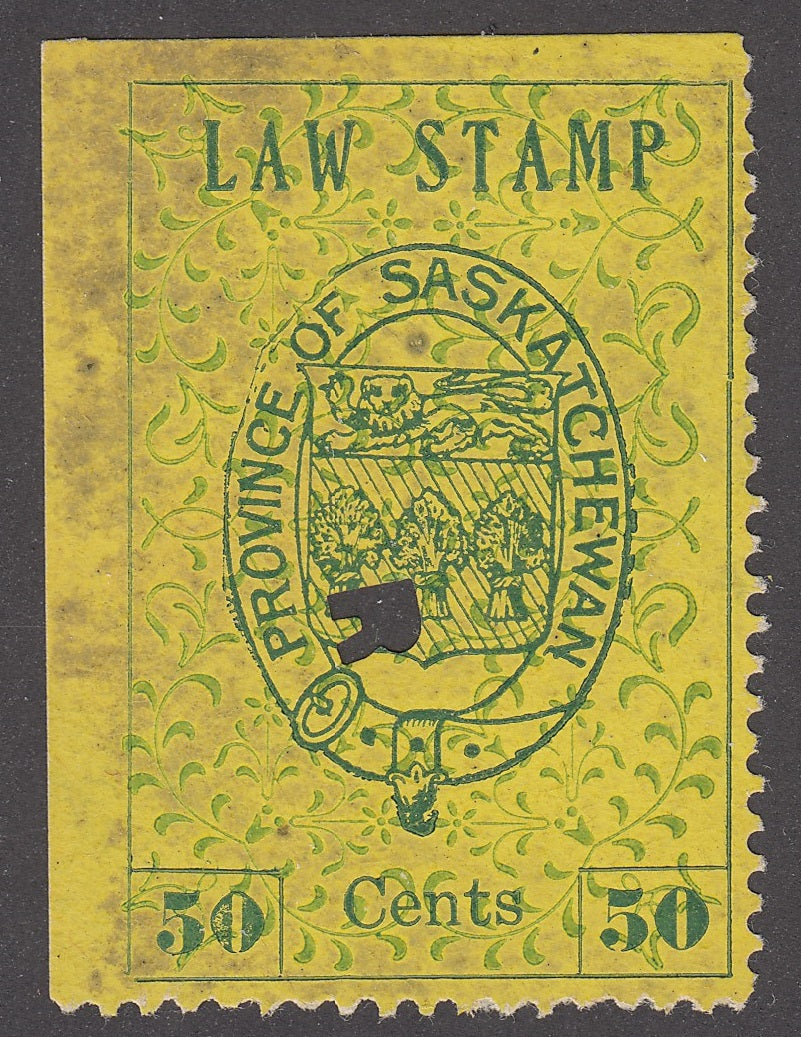 LAW STAMP
PROVINCE OF SASKATCHEWAN
50 Cents 50